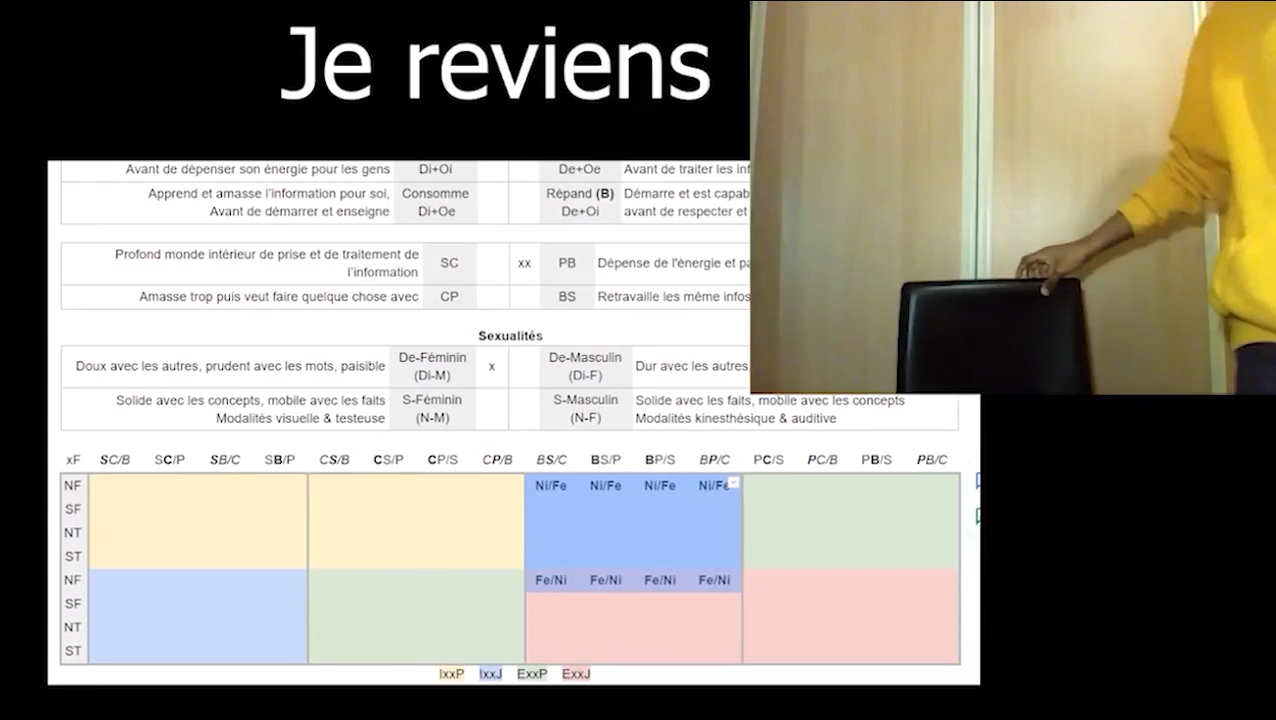 Je reviens
Avant de dépenser son énergie pour les gens Di+Oi De+Oe Avant de traiter les inf
Apprend et amasse l'information pour soi, Consomme Répand (B) Démarre et est capab
Avant de démarrer et enseigne Di+Oe De+Oi avant de respecter et
Profond monde intérieur de prise et de traitement de
l'information SC xx PB Dépense de l'énergie et pa
Amasse trop puis veut faire quelque chose avec CP BS Retravaille les même infos
Sexualités
Doux avec les autres, prudent avec les mots, paisible De-Féminin (Di-M) x De-Masculin (Di-F) Dur avec les autres,
Solide avec les concepts, mobile avec les faits S-Féminin S-Masculin Solide avec les faits, mobile avec les concepts
Modalités visuelle & testeuse (N-M) (N-F) Modalités kinesthésique & auditive
xF SC/B SC/P SB/C SB/P CS/B CS/P CP/S CP/B BS/C BS/P BP/S BP/C PC/S PC/B PB/S PB/C
NF Ni/Fe Ni/Fe Ni/Fe Ni/Fe
SF
NT
ST
NF Fe/Ni Fe/Ni Fe/Ni Fe/Ni
SF
NT
ST
IxxP IxxJ ExxP ExxJ